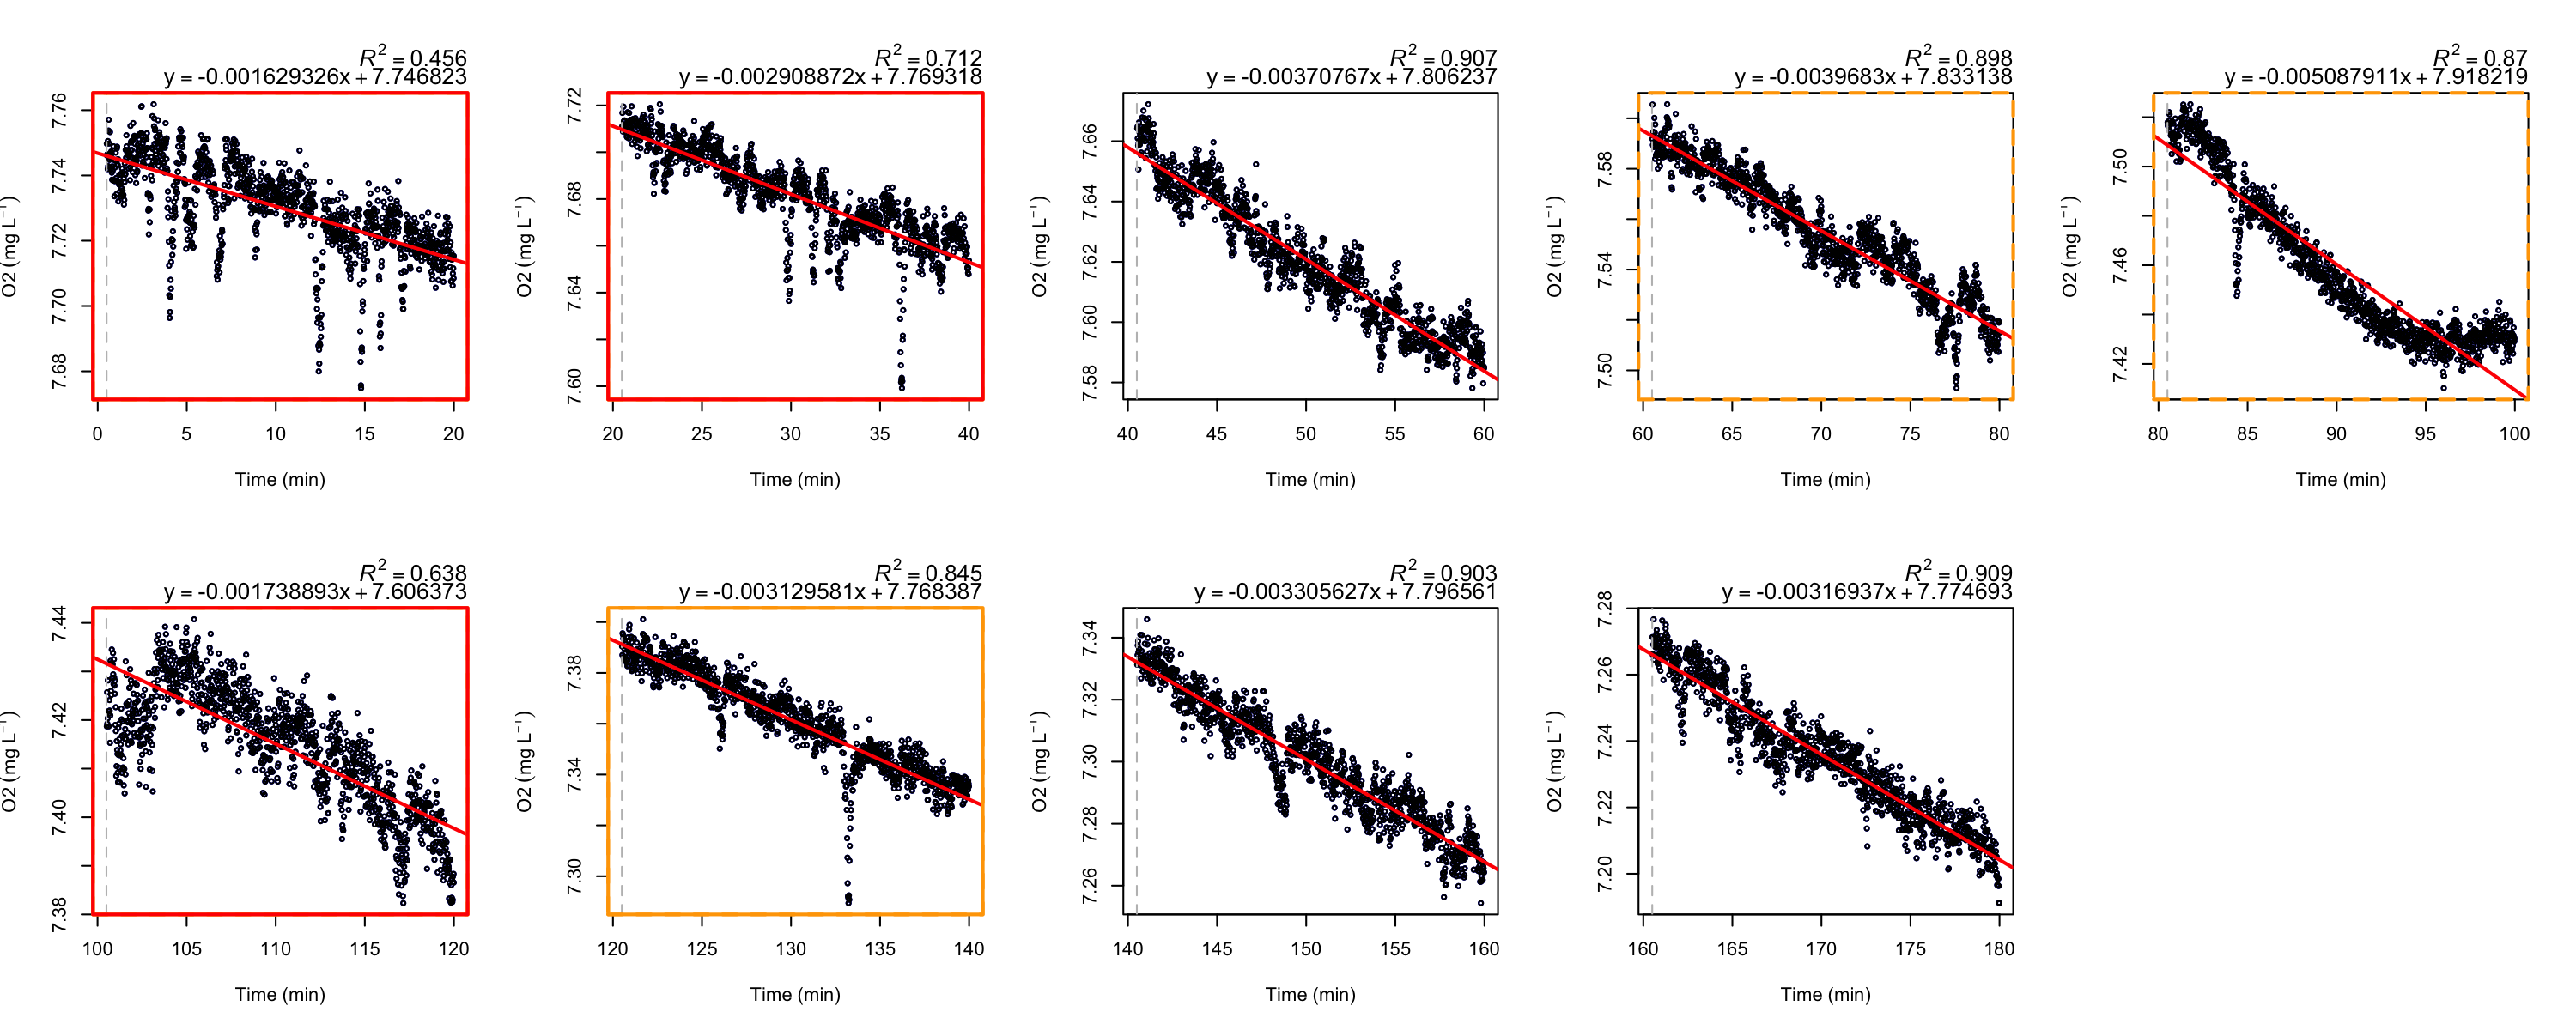 R² = 0.456
y = -0.001629326x + 7.746823
7.76
7.74
7.72
7.70
7.68
O2 (mg L⁻¹)
0 5 10 15 20
Time (min)
R² = 0.712
y = -0.002908872x + 7.769318
7.72
7.68
7.64
7.60
O2 (mg L⁻¹)
20 25 30 35 40
Time (min)
R² = 0.907
y = -0.00370767x + 7.806237
7.66
7.64
7.62
7.60
7.58
O2 (mg L⁻¹)
40 45 50 55 60
Time (min)
R² = 0.898
y = -0.0039683x + 7.833138
7.58
7.54
7.50
O2 (mg L⁻¹)
60 65 70 75 80
Time (min)
R² = 0.87
y = -0.005087911x + 7.918219
7.50
7.46
7.42
O2 (mg L⁻¹)
80 85 90 95 100
Time (min)
R² = 0.638
y = -0.001738893x + 7.606373
7.44
7.42
7.40
7.38
O2 (mg L⁻¹)
100 105 110 115 120
Time (min)
R² = 0.845
y = -0.003129581x + 7.768387
7.38
7.34
7.30
O2 (mg L⁻¹)
120 125 130 135 140
Time (min)
R² = 0.903
y = -0.003305627x + 7.796561
7.34
7.32
7.30
7.28
7.26
O2 (mg L⁻¹)
140 145 150 155 160
Time (min)
R² = 0.909
y = -0.00316937x + 7.774693
7.28
7.26
7.24
7.22
7.20
O2 (mg L⁻¹)
160 165 170 175 180
Time (min)